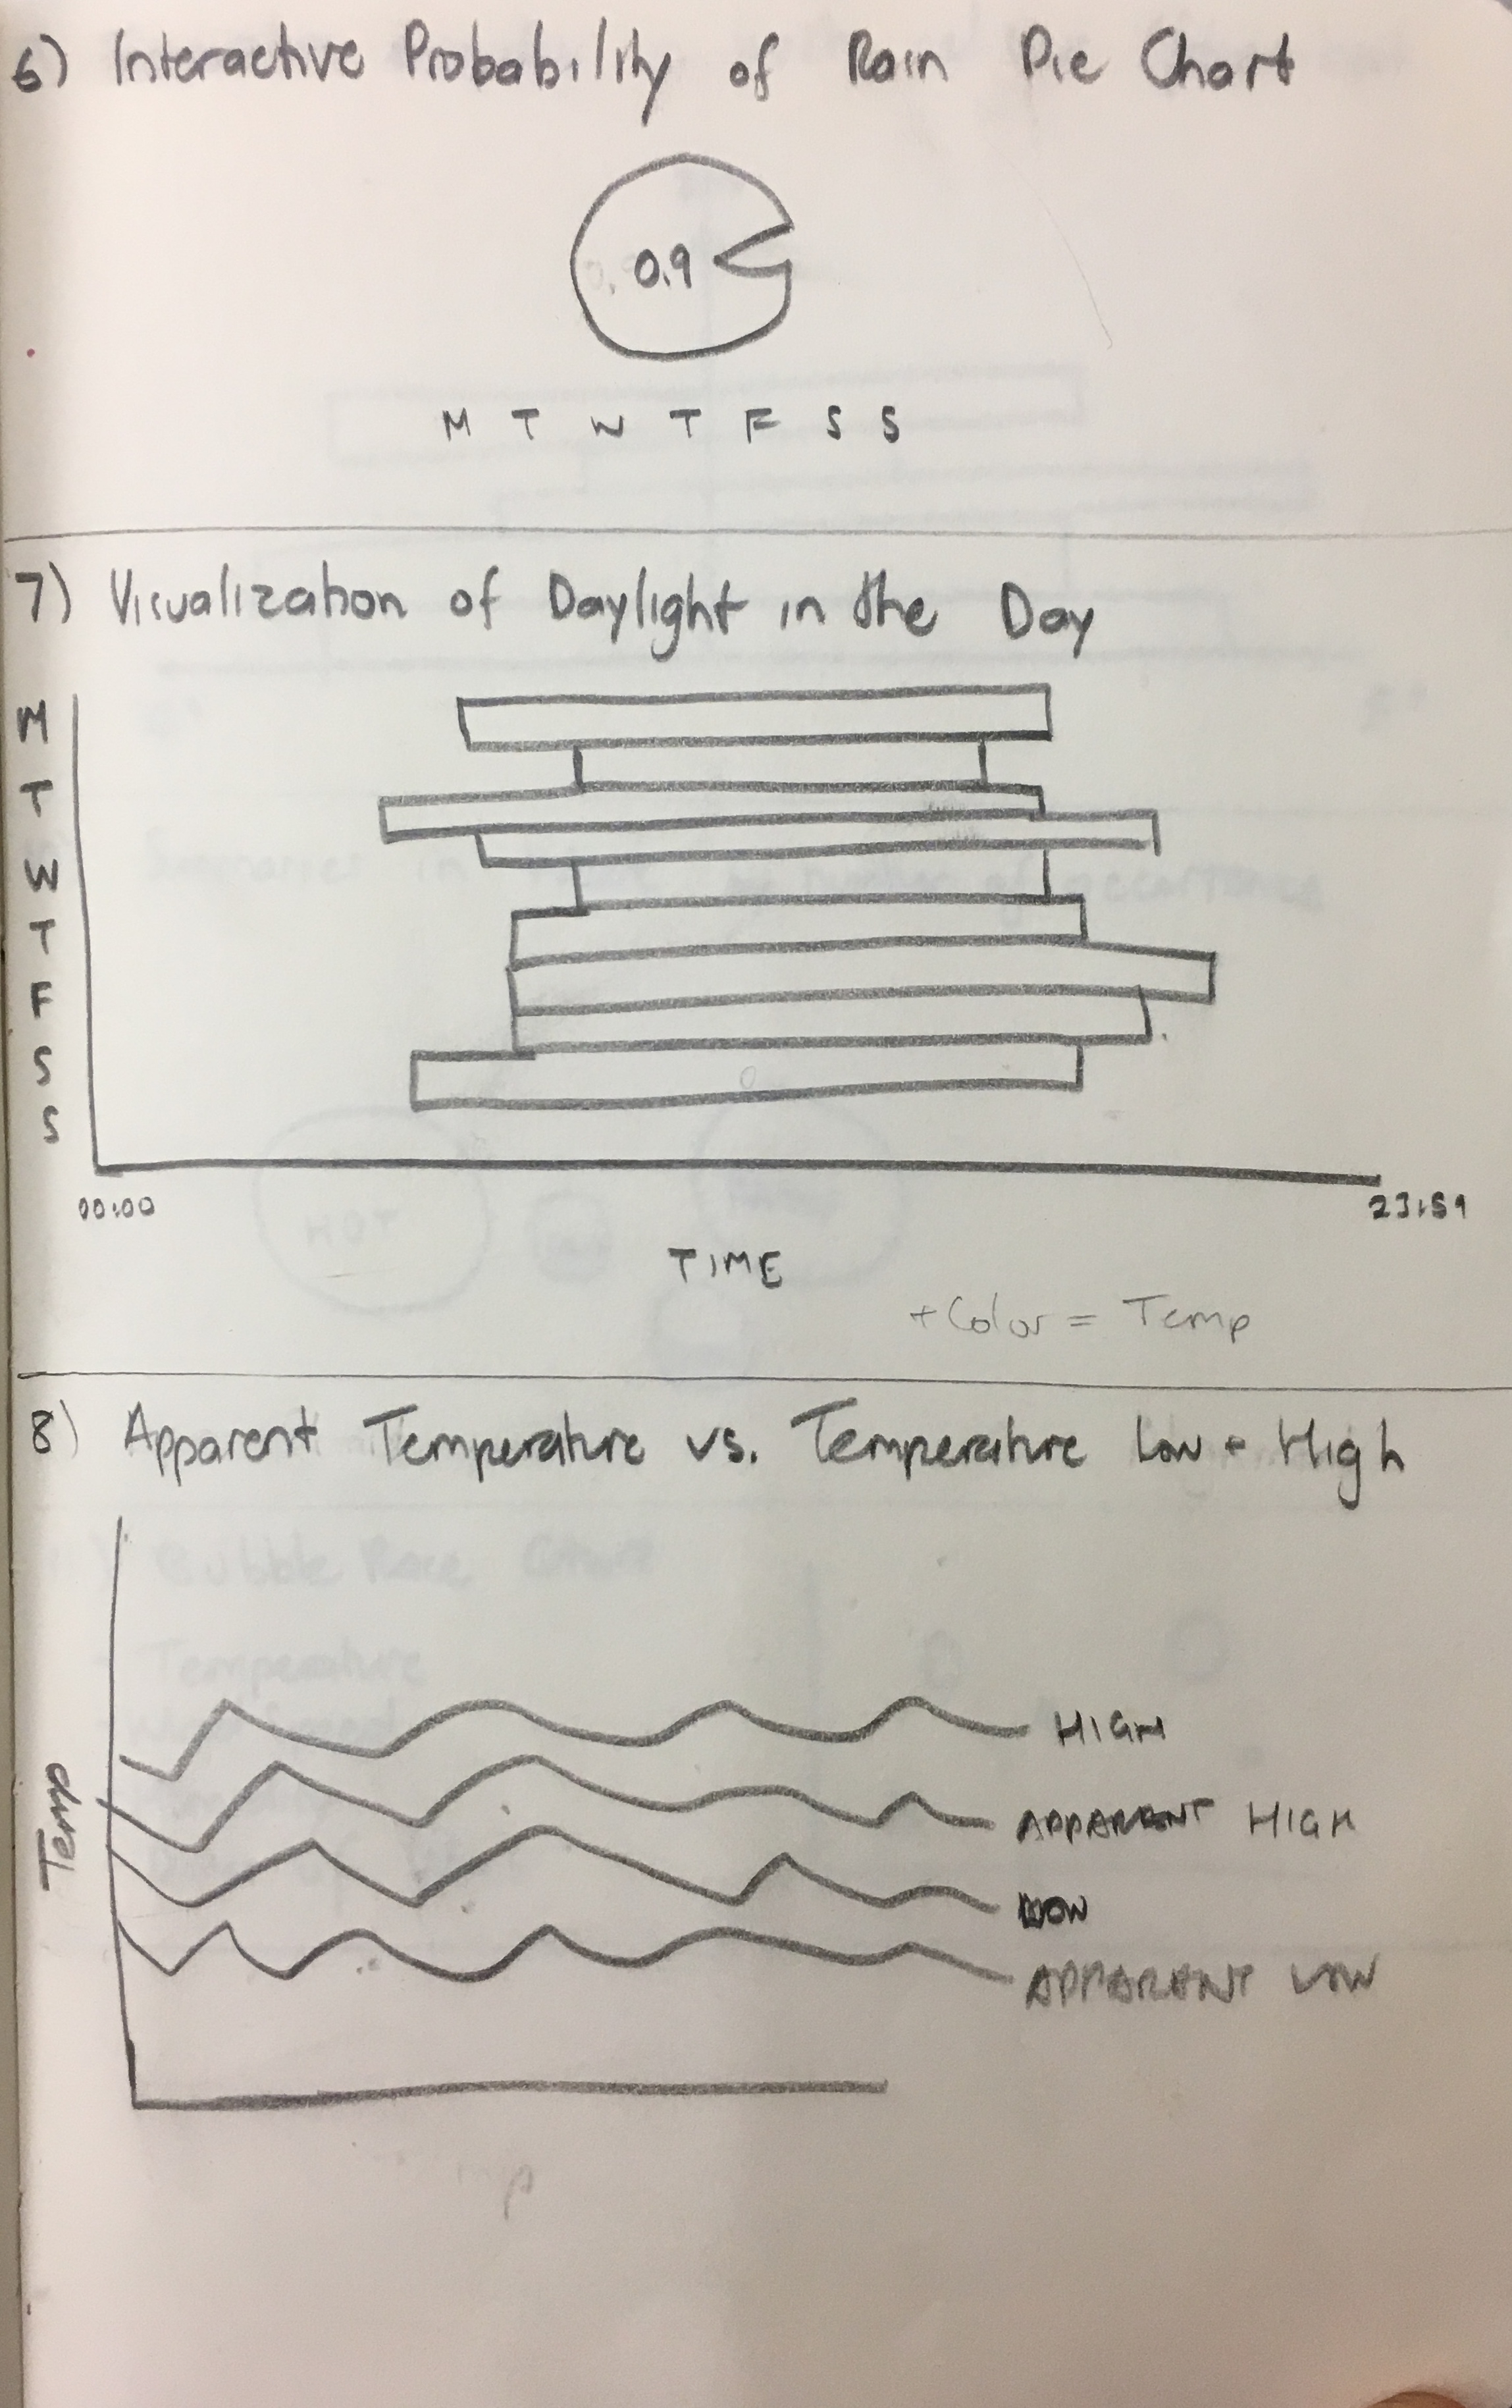 6) Interactive Probability of Rain Pie Chart
0.9
M T W T F S S
7) Visualization of Daylight in the Day
M
T
W
T
F
S
S
00:00
23:59
TIME
+ Color = Temp
8) Apparent Temperature vs. Temperature Low + High
Temp
HIGH
APPARENT HIGH
LOW
APPARENT LOW